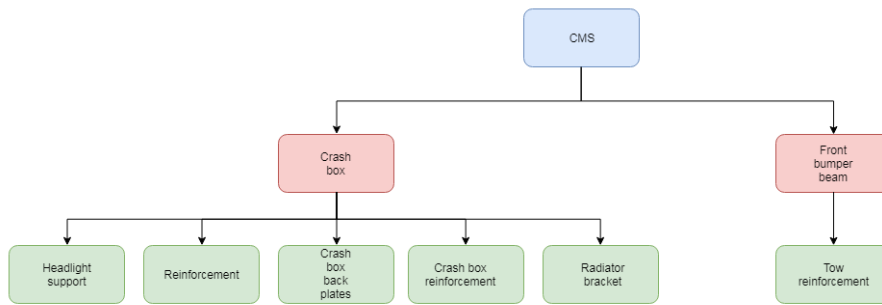 CMS
Crash
box
Front
bumper
beam
Headlight
support
Reinforcement
Crash
box
back
plates
Crash box
reinforcement
Radiator
bracket
Tow
reinforcement